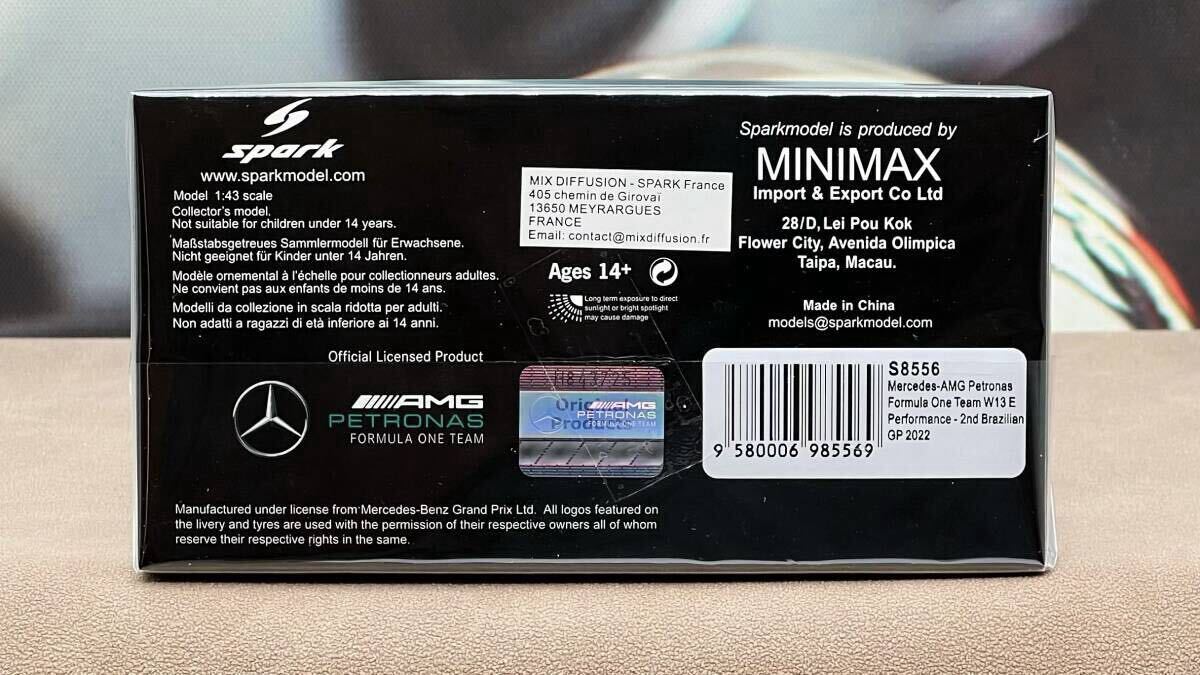 spark
www.sparkmodel.com
Model 1:43 scale
Collector's model.
Not suitable for children under 14 years.
Maßstabsgetreues Sammlermodell für Erwachsene.
Nicht geeignet für Kinder unter 14 Jahren.
Modèle ornemental à l'échelle pour collectionneurs adultes.
Ne convient pas aux enfants de moins de 14 ans.
Modelli da collezione in scala ridotta per adulti.
Non adatti a ragazzi di età inferiore ai 14 anni.
MIX DIFFUSION - SPARK France
405 chemin de Girovaï
13650 MEYRARGUES
FRANCE
Email: contact@mixdiffusion.fr
Ages 14+
Long term exposure to direct
sunlight or bright spotlight
may cause damage
Sparkmodel is produced by
MINIMAX
Import & Export Co Ltd
28/D, Lei Pou Kok
Flower City, Avenida Olimpica
Taipa, Macau.
Made in China
models@sparkmodel.com
Official Licensed Product
AMG
PETRONAS
FORMULA ONE TEAM
Original
Products
AMG
PETRONAS
FORMULA ONE TEAM
S8556
Mercedes-AMG Petronas
Formula One Team W13 E
Performance - 2nd Brazilian
GP 2022
9 580006 985569
Manufactured under license from Mercedes-Benz Grand Prix Ltd. All logos featured on
the livery and tyres are used with the permission of their respective owners all of whom
reserve their respective rights in the same.